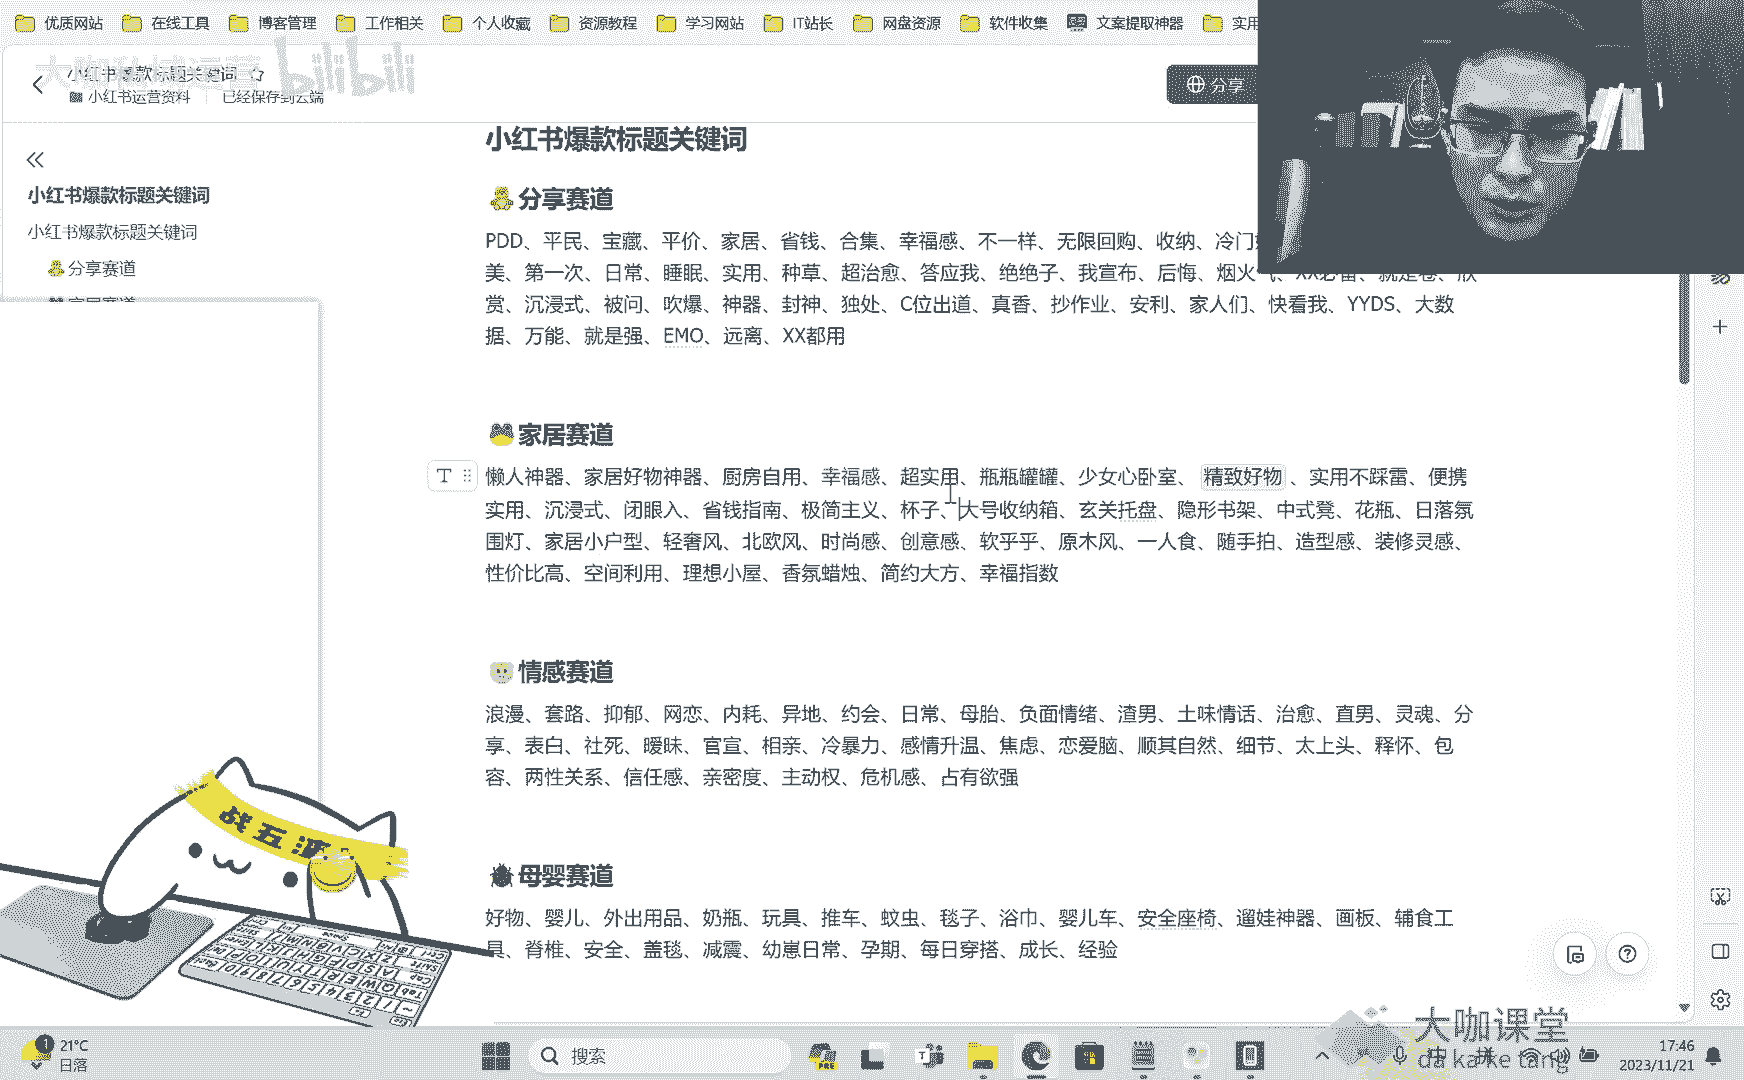 优质网站 在线工具 博客管理 工作相关 个人收藏 资源教程 学习网站 IT站长 网盘资源 软件收集 文案提取神器 实用
小红书爆款标题关键词
bilibili
小红书运营资料 已经保存到云端
分享
小红书爆款标题关键词
小红书爆款标题关键词
分享赛道
小红书爆款标题关键词
分享赛道
PDD、平民、宝藏、平价、家居、省钱、合集、幸福感、不一样、无限回购、收纳、冷门
美、第一次、日常、睡眠、实用、种草、超治愈、答应我、绝绝子、我宣布、后悔、烟火
赏、沉浸式、被问、吹爆、神器、封神、独处、C位出道、真香、抄作业、安利、家人们、快看我、YYDS、大数
据、万能、就是强、EMO、远离、XX都用
家居赛道
懒人神器、家居好物神器、厨房自用、幸福感、超实用、瓶瓶罐罐、少女心卧室、 精致好物 、实用不踩雷、便携
实用、沉浸式、闭眼入、省钱指南、极简主义、杯子、大号收纳箱、玄关托盘、隐形书架、中式凳、花瓶、日落氛
围灯、家居小户型、轻奢风、北欧风、时尚感、创意感、软乎乎、原木风、一人食、随手拍、造型感、装修灵感、
性价比高、空间利用、理想小屋、香氛蜡烛、简约大方、幸福指数
情感赛道
浪漫、套路、抑郁、网恋、内耗、异地、约会、日常、母胎、负面情绪、渣男、土味情话、治愈、直男、灵魂、分
享、表白、社死、暧昧、官宣、相亲、冷暴力、感情升温、焦虑、恋爱脑、顺其自然、细节、太上头、释怀、包
容、两性关系、信任感、亲密度、主动权、危机感、占有欲强
母婴赛道
好物、婴儿、外出用品、奶瓶、玩具、推车、蚊虫、毯子、浴巾、婴儿车、安全座椅、遛娃神器、画板、辅食工
具、脊椎、安全、盖毯、减震、幼崽日常、孕期、每日穿搭、成长、经验
战五渣
大咖课堂
da ka ke tang
1
21°C
日落
搜索
PRE
17:46
2023/11/21